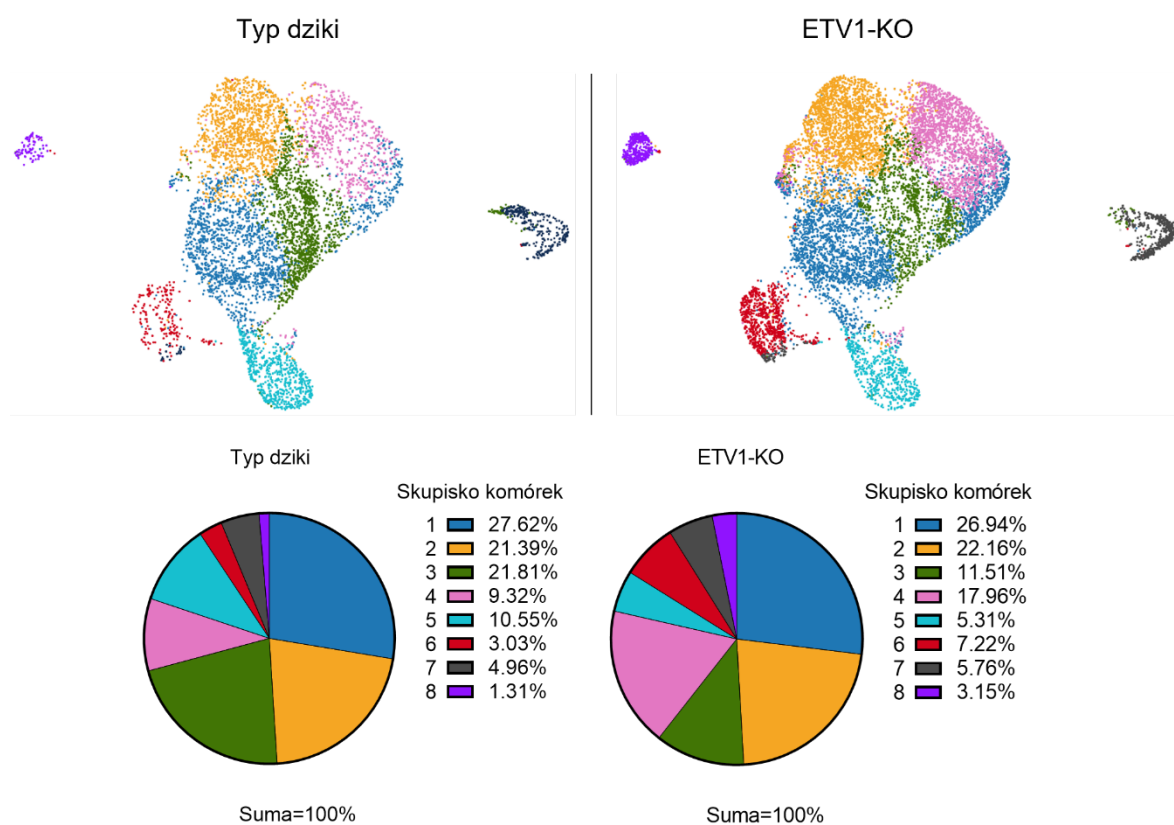 Typ dziki
ETV1-KO
Typ dziki
Skupisko komórek
1 27.62%
2 21.39%
3 21.81%
4 9.32%
5 10.55%
6 3.03%
7 4.96%
8 1.31%
Suma=100%
ETV1-KO
Skupisko komórek
1 26.94%
2 22.16%
3 11.51%
4 17.96%
5 5.31%
6 7.22%
7 5.76%
8 3.15%
Suma=100%